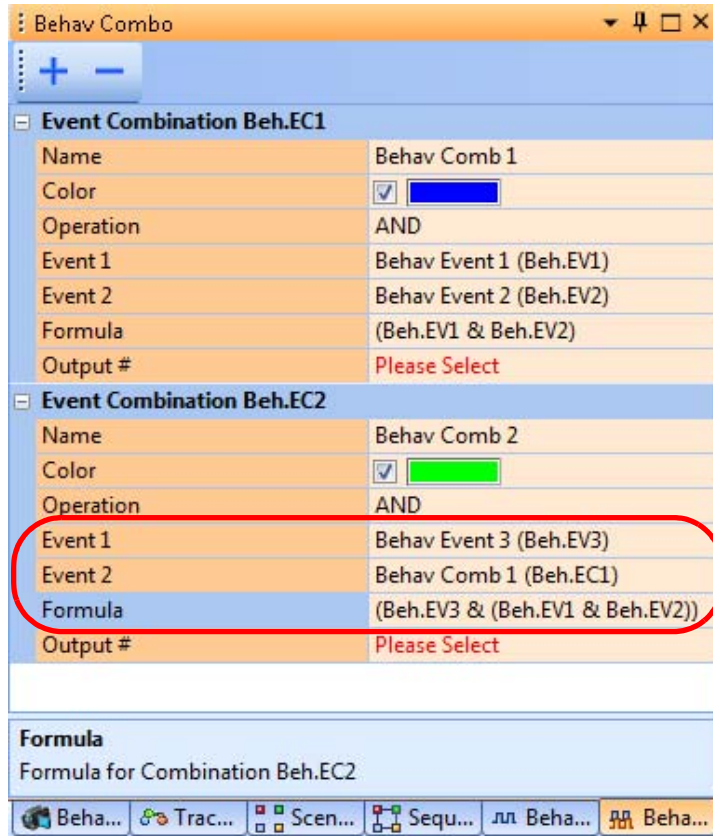 Behav Combo
Event Combination Beh.EC1
Name Behav Comb 1
Color
Operation AND
Event 1 Behav Event 1 (Beh.EV1)
Event 2 Behav Event 2 (Beh.EV2)
Formula (Beh.EV1 & Beh.EV2)
Output # Please Select
Event Combination Beh.EC2
Name Behav Comb 2
Color
Operation AND
Event 1 Behav Event 3 (Beh.EV3)
Event 2 Behav Comb 1 (Beh.EC1)
Formula (Beh.EV3 & (Beh.EV1 & Beh.EV2))
Output # Please Select
Formula
Formula for Combination Beh.EC2
Beha... Trac... Scen... Sequ... Beha... Beha...